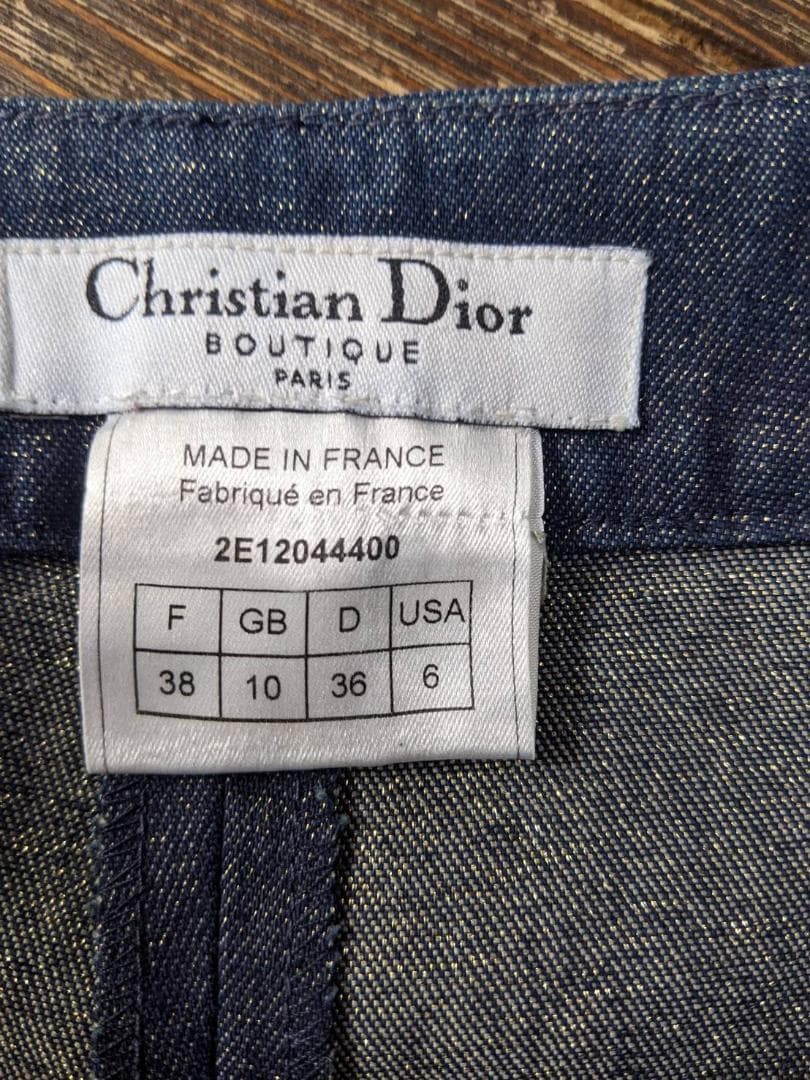 Christian Dior
BOUTIQUE
PARIS
MADE IN FRANCE
Fabriqué en France
2E12044400
F GB D USA
38 10 36 6